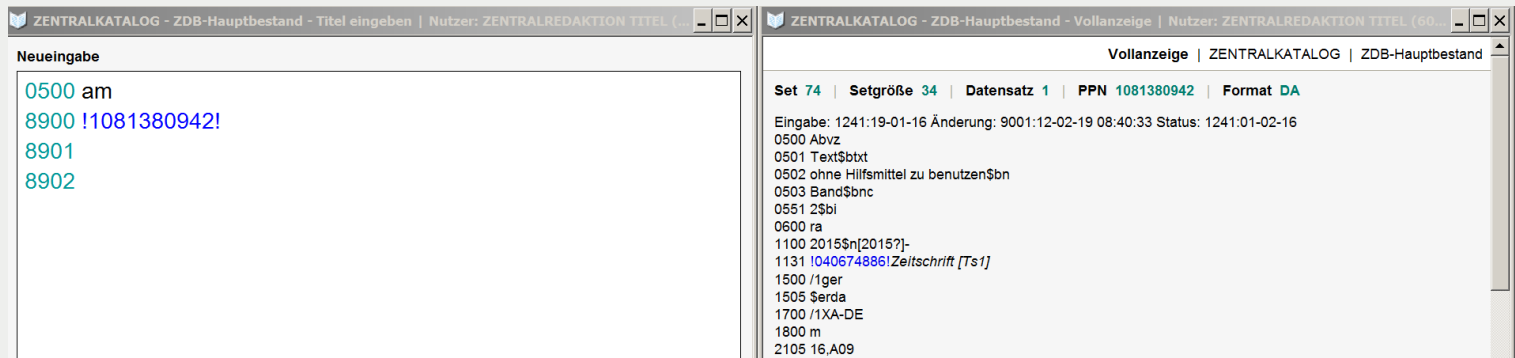 ZENTRALKATALOG - ZDB-Hauptbestand - Titel eingeben | Nutzer: ZENTRALREDAKTION TITEL (...
Neueingabe
0500 am
8900 !1081380942!
8901
8902
ZENTRALKATALOG - ZDB-Hauptbestand - Vollanzeige | Nutzer: ZENTRALREDAKTION TITEL (60...
Vollanzeige | ZENTRALKATALOG | ZDB-Hauptbestand
Set 74 | Setgröße 34 | Datensatz 1 | PPN 1081380942 | Format DA
Eingabe: 1241:19-01-16 Änderung: 9001:12-02-19 08:40:33 Status: 1241:01-02-16
0500 Abvz
0501 Text$btxt
0502 ohne Hilfsmittel zu benutzen$bn
0503 Band$bnc
0551 2$bi
0600 ra
1100 2015$n[2015?]-
1131 !040674886!Zeitschrift [Ts1]
1500 /1ger
1505 $erda
1700 /1XA-DE
1800 m
2105 16,A09